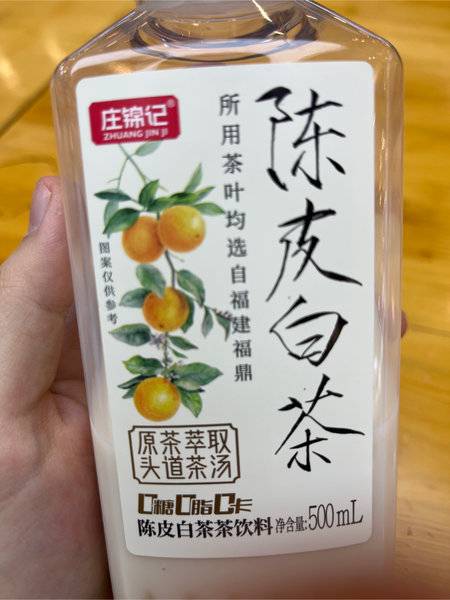 庄锦记®
ZHUANG JIN JI
陈皮白茶
所用茶叶均选自福建福鼎
图案仅供参考
原茶萃取
头道茶汤
0糖0脂0卡
陈皮白茶茶饮料 净含量:500mL